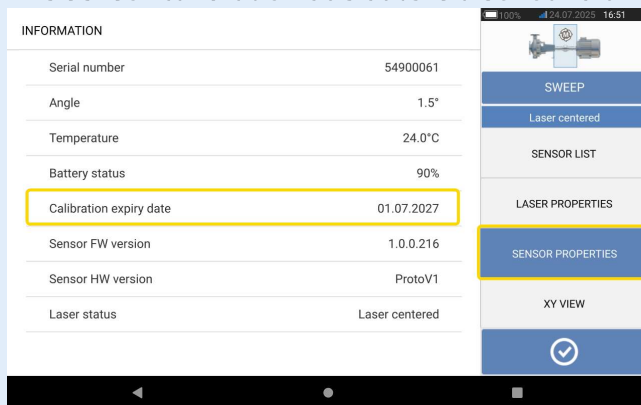 100% 24.07.2025 16:51
INFORMATION
Serial number 54900061
Angle 1.5°
Temperature 24.0°C
Battery status 90%
Calibration expiry date 01.07.2027
Sensor FW version 1.0.0.216
Sensor HW version ProtoV1
Laser status Laser centered
SWEEP
Laser centered
SENSOR LIST
LASER PROPERTIES
SENSOR PROPERTIES
XY VIEW